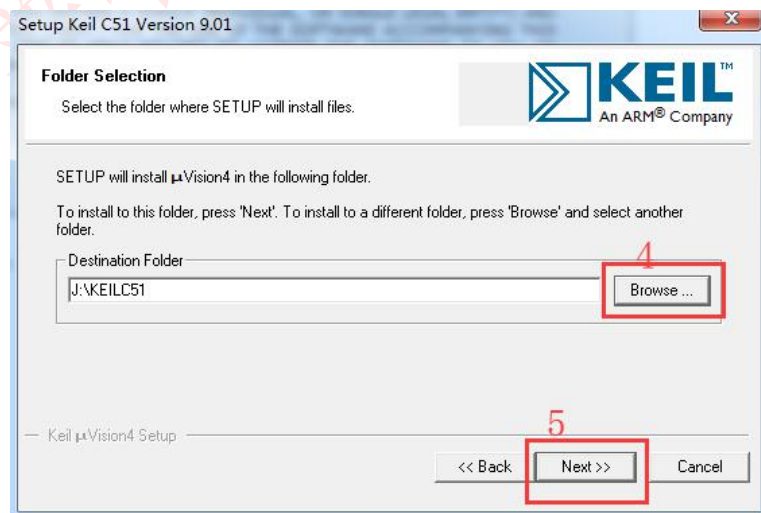 Setup Keil C51 Version 9.01
Folder Selection
Select the folder where SETUP will install files.
KEIL™
An ARM® Company
SETUP will install µVision4 in the following folder.
To install to this folder, press 'Next'. To install to a different folder, press 'Browse' and select another
folder.
Destination Folder
4
J:\KEILC51
Browse ...
Keil µVision4 Setup
5
<< Back
Next >>
Cancel